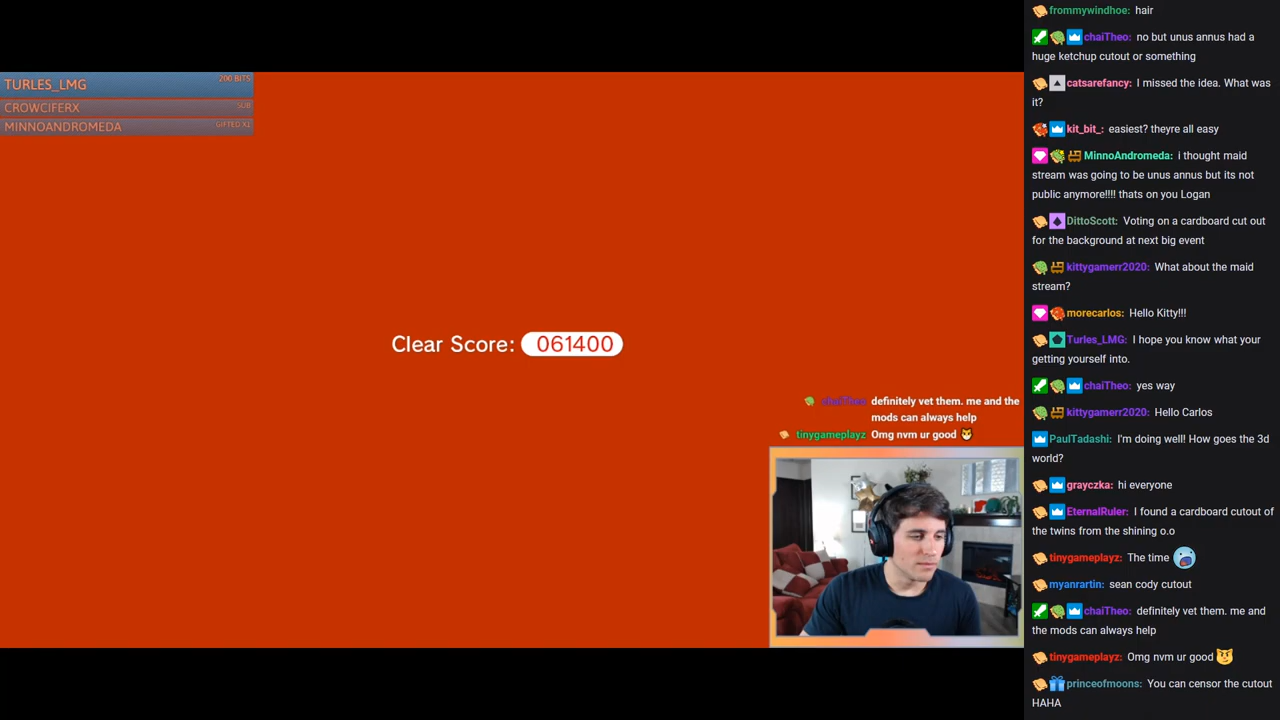 TURLES_LMG 200 BITS
CROWCIFERX SUB
MINNOANDROMEDA GIFTED X1
Clear Score: 061400
chaiTheo definitely vet them. me and the
mods can always help
tinygameplayz Omg nvm ur good
frommywindhoe: hair
chaiTheo: no but unus annus had a
huge ketchup cutout or something
catsarefancy: I missed the idea. What was
it?
kit_bit_: easiest? theyre all easy
MinnoAndromeda: i thought maid
stream was going to be unus annus but its not
public anymore!!!! thats on you Logan
DittoScott: Voting on a cardboard cut out
for the background at next big event
kittygamerr2020: What about the maid
stream?
morecarlos: Hello Kitty!!!
Turles_LMG: I hope you know what your
getting yourself into.
chaiTheo: yes way
kittygamerr2020: Hello Carlos
PaulTadashi: I'm doing well! How goes the 3d
world?
grayczka: hi everyone
EternalRuler: I found a cardboard cutout of
the twins from the shining o.o
tinygameplayz: The time
myanrartin: sean cody cutout
chaiTheo: definitely vet them. me and
the mods can always help
tinygameplayz: Omg nvm ur good
princeofmoons: You can censor the cutout
HAHA